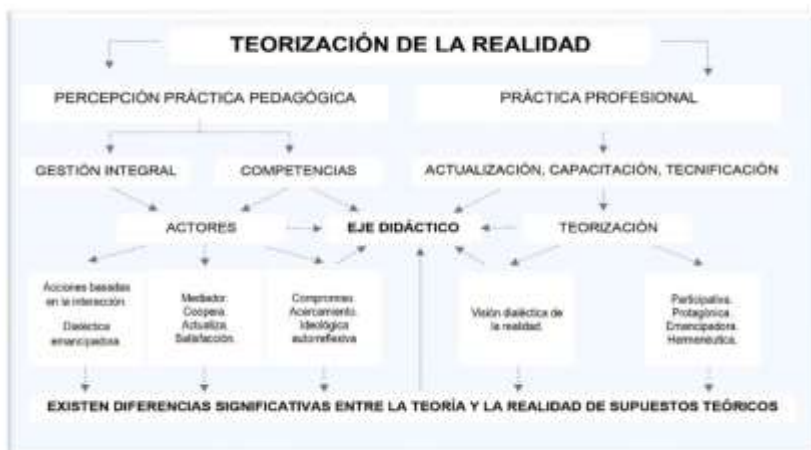 TEORIZACIÓN DE LA REALIDAD
PERCEPCIÓN PRÁCTICA PEDAGÓGICA
PRÁCTICA PROFESIONAL
GESTIÓN INTEGRAL
COMPETENCIAS
ACTUALIZACIÓN, CAPACITACIÓN, TECNIFICACIÓN
ACTORES
EJE DIDÁCTICO
TEORIZACIÓN
Acciones basadas
en la interacción
Dialéctica
emancipadora
Mediador.
Coopera.
Actualiza.
Satisfacción.
Compromiso.
Acercamiento.
Ideológica
autorreflexiva
Visión dialéctica de
la realidad.
Participativa.
Protagónica.
Emancipadora.
Hermenéutica.
EXISTEN DIFERENCIAS SIGNIFICATIVAS ENTRE LA TEORÍA Y LA REALIDAD DE SUPUESTOS TEÓRICOS